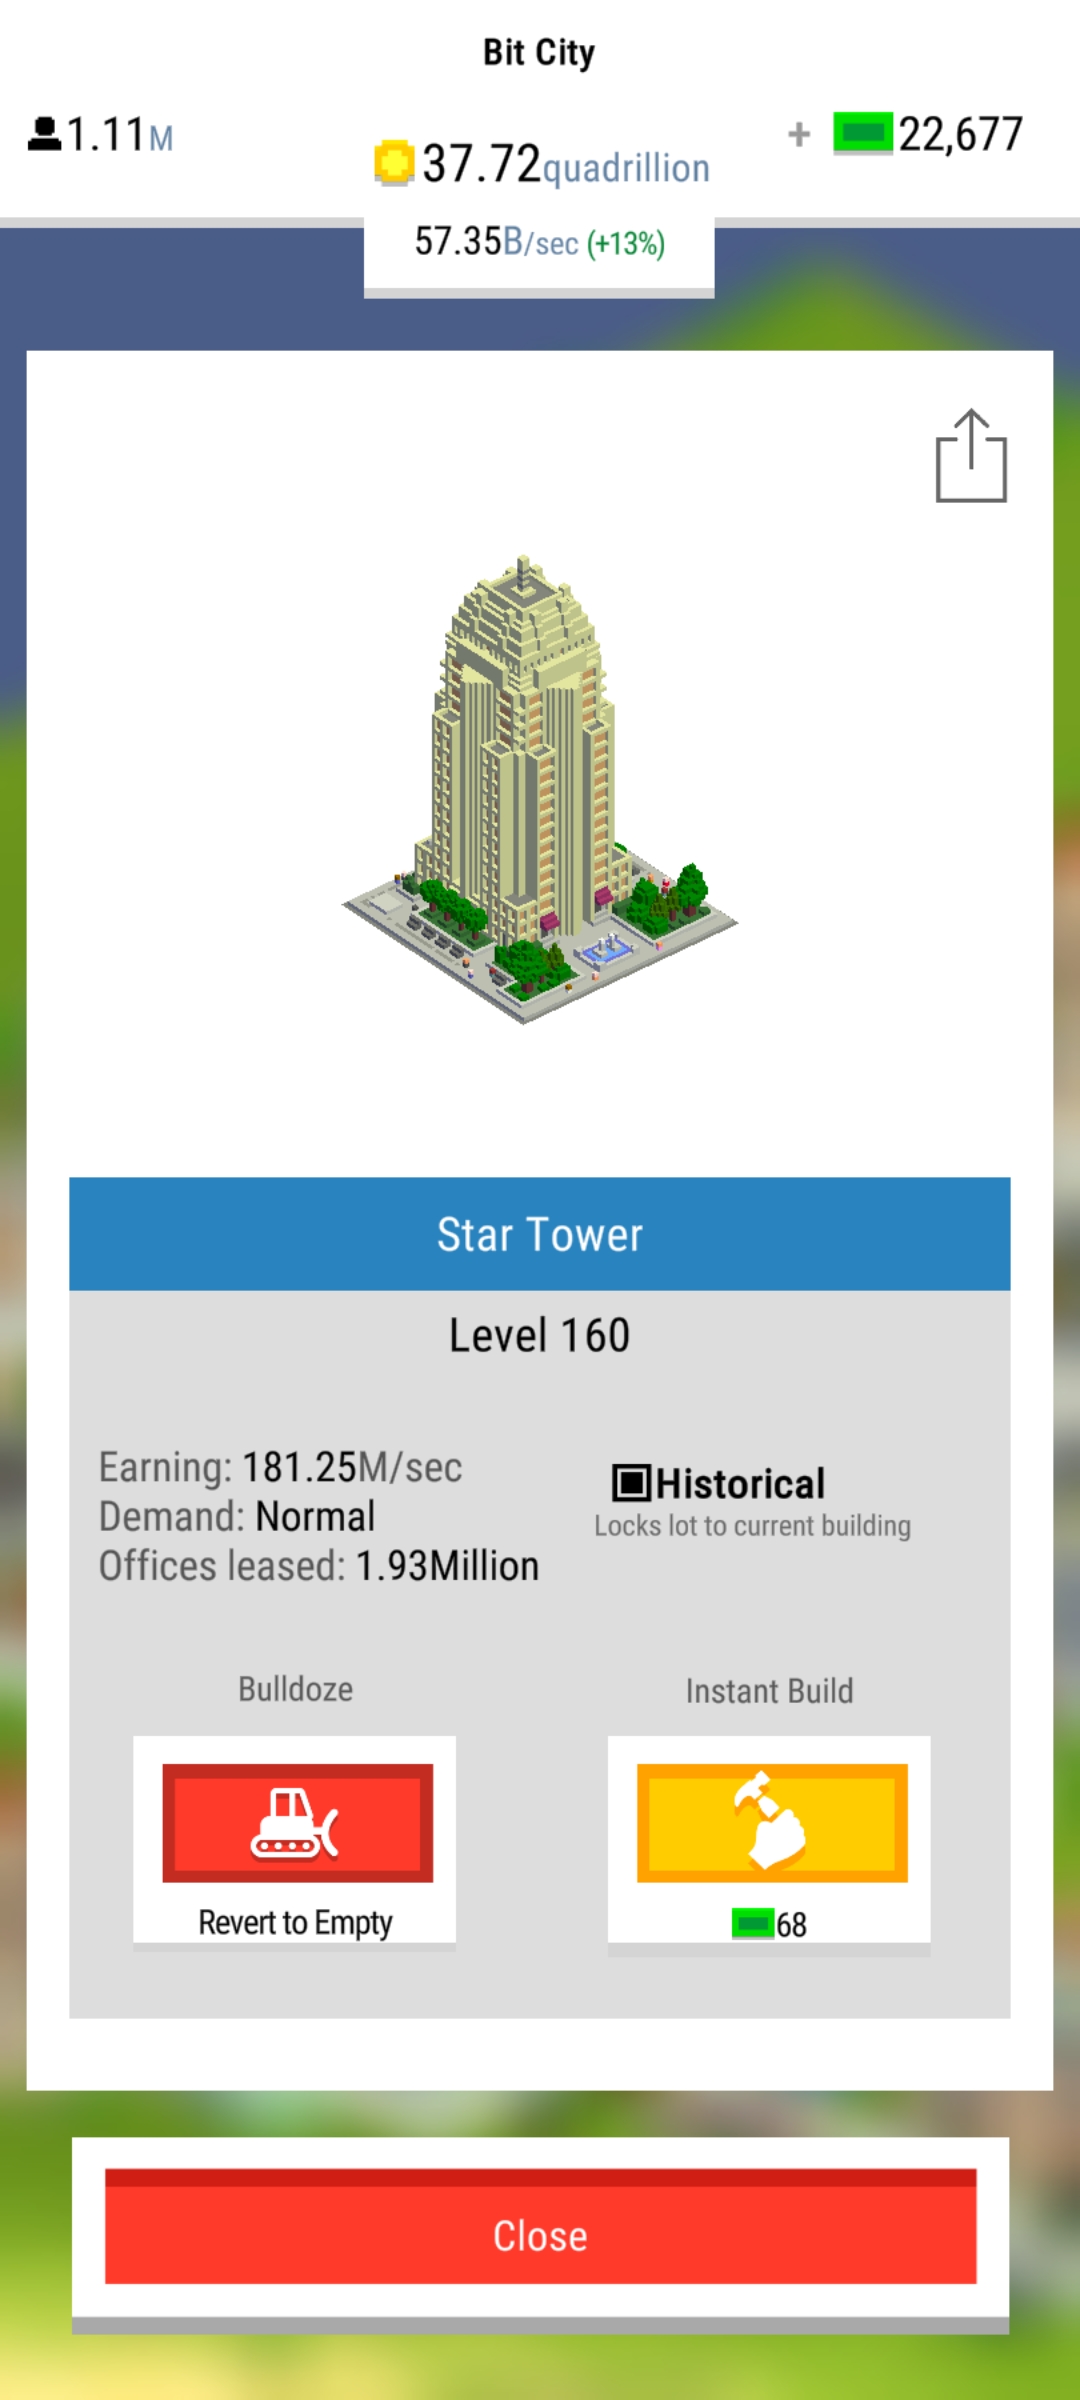 Bit City
1.11M
37.72quadrillion
+ 22,677
57.35B/sec (+13%)
Star Tower
Level 160
Earning: 181.25M/sec
Demand: Normal
Offices leased: 1.93Million
Historical
Locks lot to current building
Bulldoze
Instant Build
Revert to Empty
68
Close